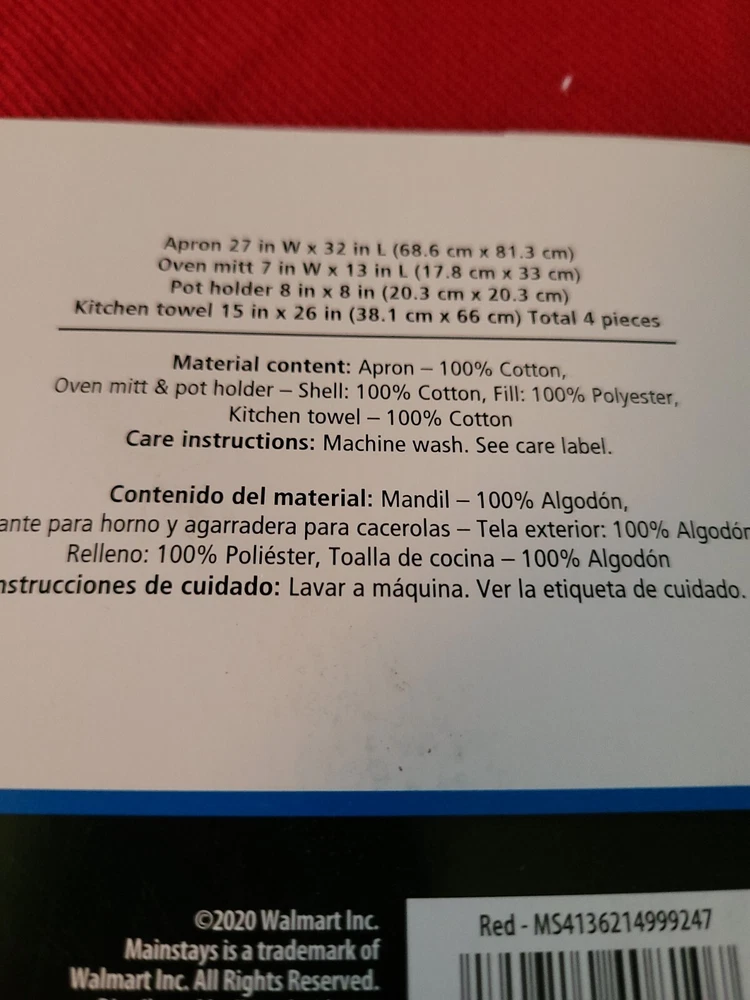 Apron 27 in W x 32 in L (68.6 cm x 81.3 cm)
Oven mitt 7 in W x 13 in L (17.8 cm x 33 cm)
Pot holder 8 in x 8 in (20.3 cm x 20.3 cm)
Kitchen towel 15 in x 26 in (38.1 cm x 66 cm) Total 4 pieces
Material content: Apron – 100% Cotton,
Oven mitt & pot holder – Shell: 100% Cotton, Fill: 100% Polyester,
Kitchen towel – 100% Cotton
Care instructions: Machine wash. See care label.
Contenido del material: Mandil – 100% Algodón,
ante para horno y agarradera para cacerolas – Tela exterior: 100% Algodón
Relleno: 100% Poliéster, Toalla de cocina – 100% Algodón
nstrucciones de cuidado: Lavar a máquina. Ver la etiqueta de cuidado.
©2020 Walmart Inc.
Mainstays is a trademark of
Walmart Inc. All Rights Reserved.
Red - MS4136214999247